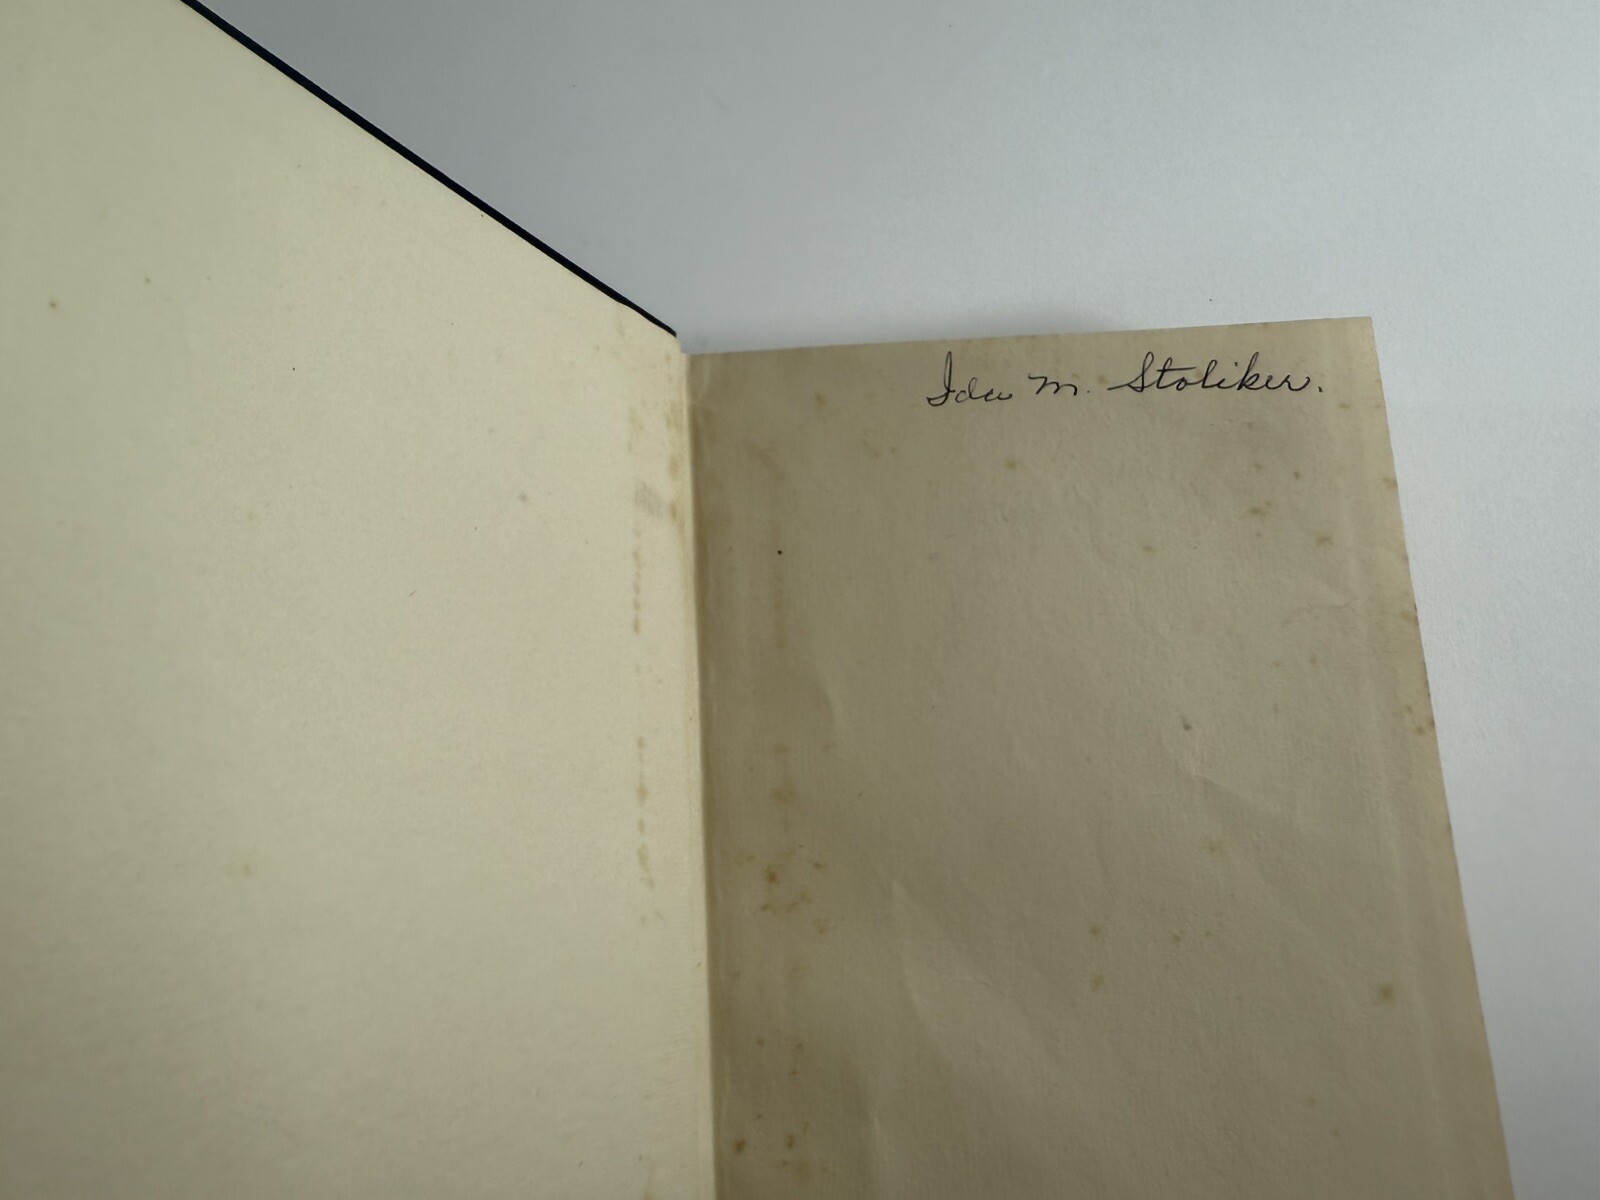 Ida M. Stoliker.